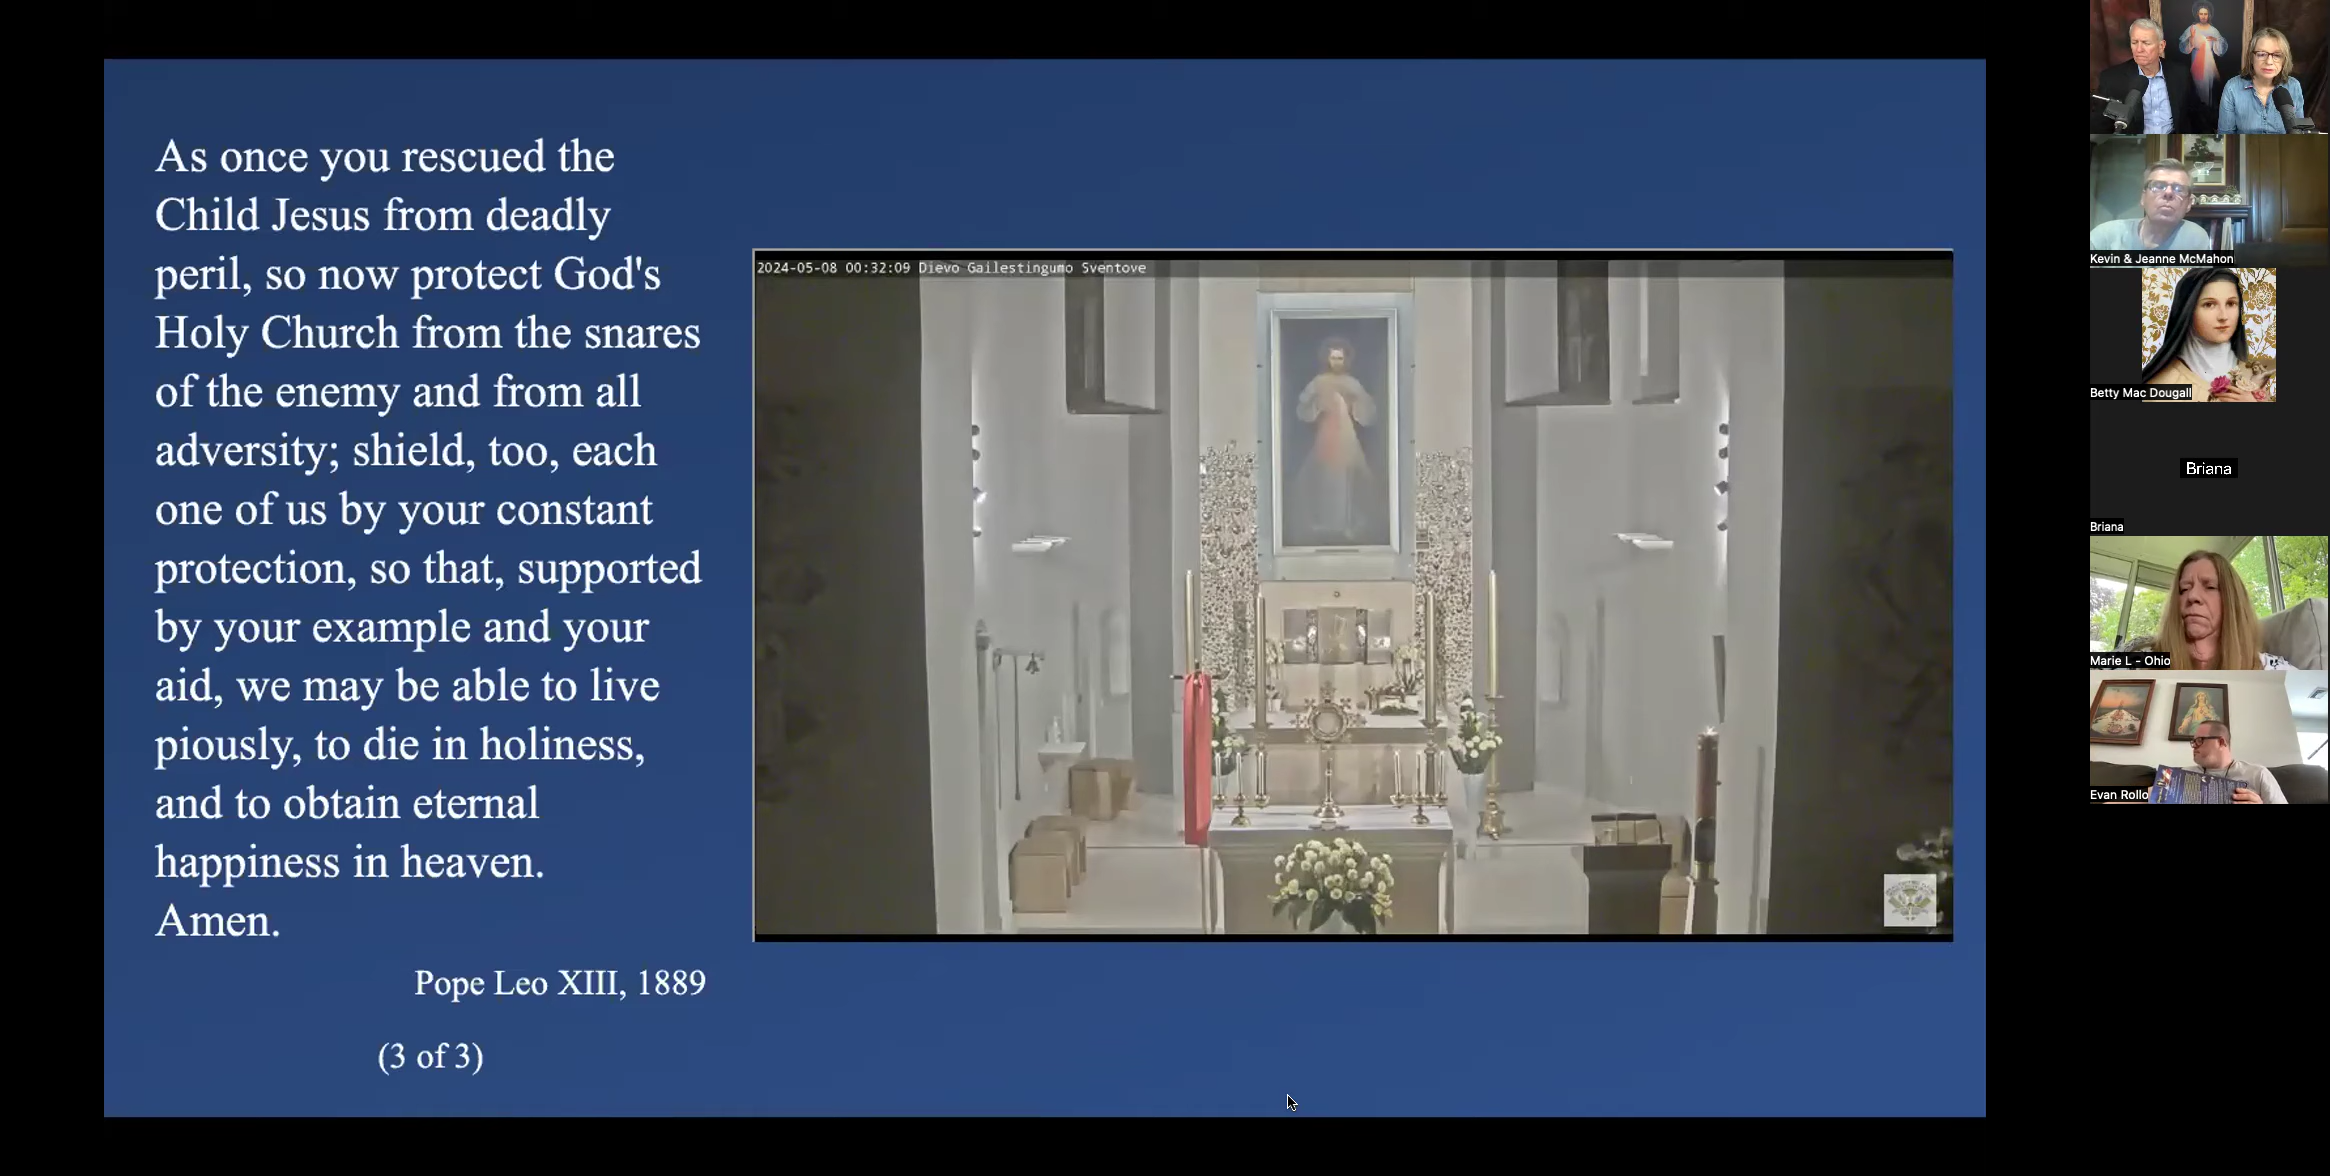 As once you rescued the
Child Jesus from deadly
peril, so now protect God's
Holy Church from the snares
of the enemy and from all
adversity; shield, too, each
one of us by your constant
protection, so that, supported
by your example and your
aid, we may be able to live
piously, to die in holiness,
and to obtain eternal
happiness in heaven.
Amen.
Pope Leo XIII, 1889
(3 of 3)
2024-05-08 00:32:09 Dievo Gailestingumo Sventove
Kevin & Jeanne McMahon
Betty Mac Dougall
Briana
Briana
Marie L - Ohio
Evan Rollo